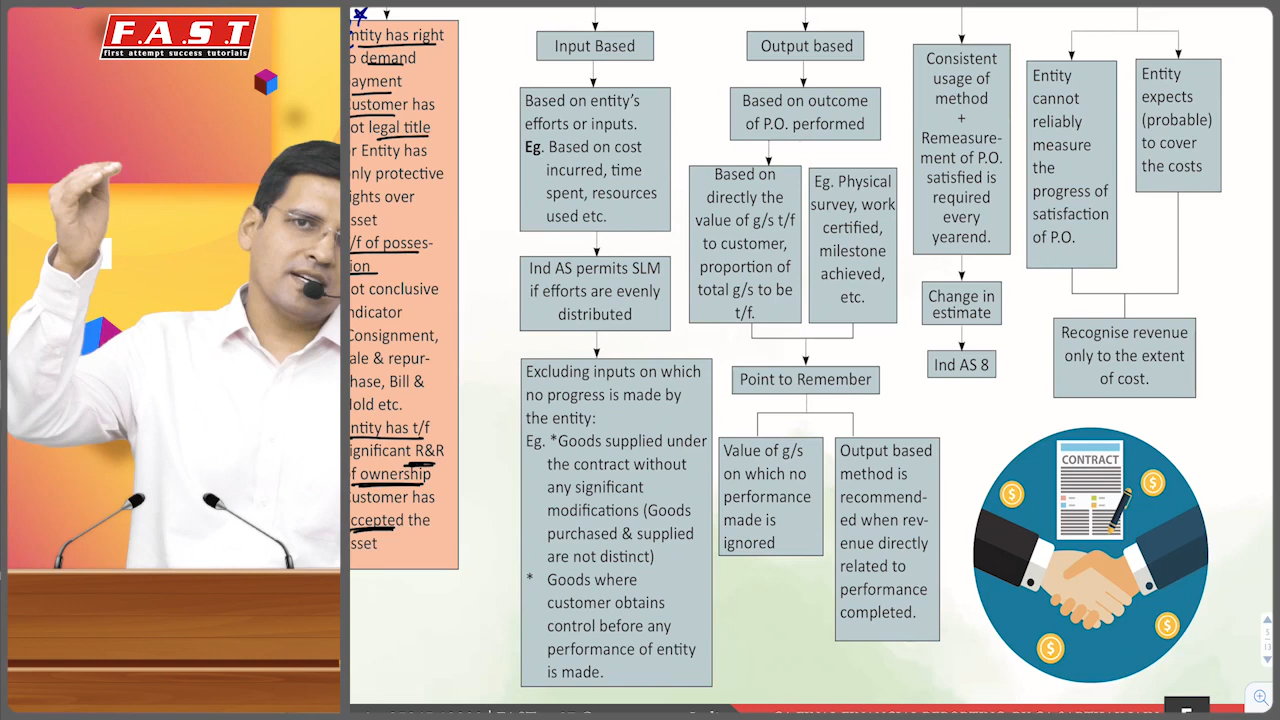 F.A.S.T
first attempt success tutorials
ntity has right
o demand
ayment
ustomer has
ot legal title
r Entity has
nly protective
ights over
sset
/f of posses-
ion
ot conclusive
ndicator
Consignment,
ale & repur-
hase, Bill &
old etc.
ntity has t/f
ignificant R&R
f ownership
ustomer has
ccepted the
sset
Input Based
Based on entity's
efforts or inputs.
Eg. Based on cost
incurred, time
spent, resources
used etc.
Ind AS permits SLM
if efforts are evenly
distributed
Excluding inputs on which
no progress is made by
the entity:
Eg. *Goods supplied under
the contract without
any significant
modifications (Goods
purchased & supplied
are not distinct)
* Goods where
customer obtains
control before any
performance of entity
is made.
Output based
Based on outcome
of P.O. performed
Based on
directly the
value of g/s t/f
to customer,
proportion of
total g/s to be
t/f.
Eg. Physical
survey, work
certified,
milestone
achieved,
etc.
Point to Remember
Value of g/s
on which no
performance
made is
ignored
Output based
method is
recommend-
ed when rev-
enue directly
related to
performance
completed.
Consistent
usage of
method
+
Remeasure-
ment of P.O.
satisfied is
required
every
yearend.
Change in
estimate
Ind AS 8
Entity
cannot
reliably
measure
the
progress of
satisfaction
of P.O.
Entity
expects
(probable)
to cover
the costs
Recognise revenue
only to the extent
of cost.
CONTRACT
$
$
$
$
5
13